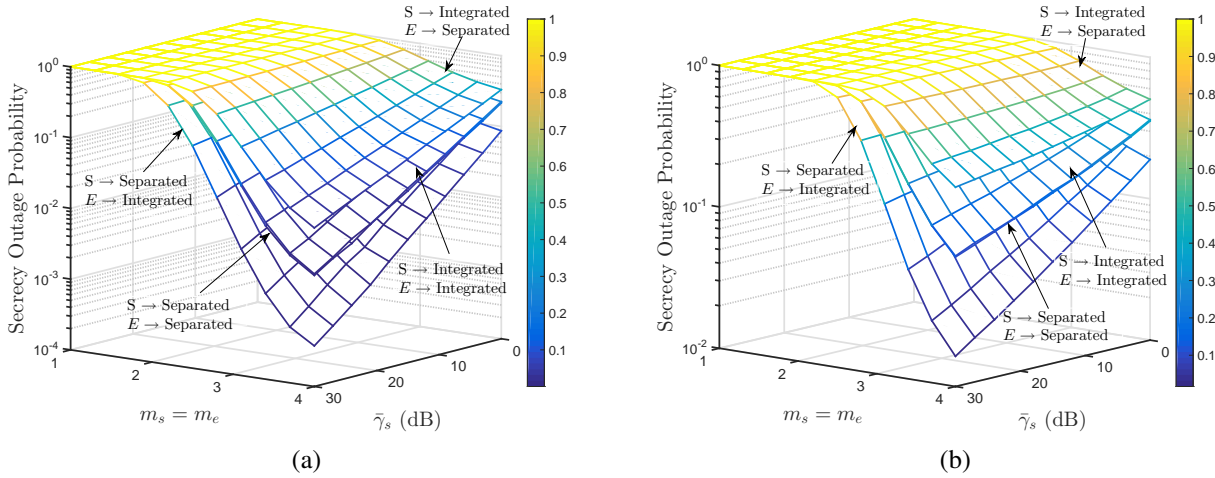 S → Integrated
E → Separated
10^0
10^-1
10^-2
10^-3
10^-4
Secrecy Outage Probability
S → Separated
E → Integrated
S → Separated
E → Separated
S → Integrated
E → Integrated
1
2
3
4
30
20
10
0
m_s = m_e
γ̄_s (dB)
1
0.9
0.8
0.7
0.6
0.5
0.4
0.3
0.2
0.1
(a)
S → Integrated
E → Separated
10^0
10^-1
10^-2
Secrecy Outage Probability
S → Separated
E → Integrated
S → Integrated
E → Integrated
S → Separated
E → Separated
1
2
3
4
30
20
10
0
m_s = m_e
γ̄_s (dB)
1
0.9
0.8
0.7
0.6
0.5
0.4
0.3
0.2
0.1
(b)